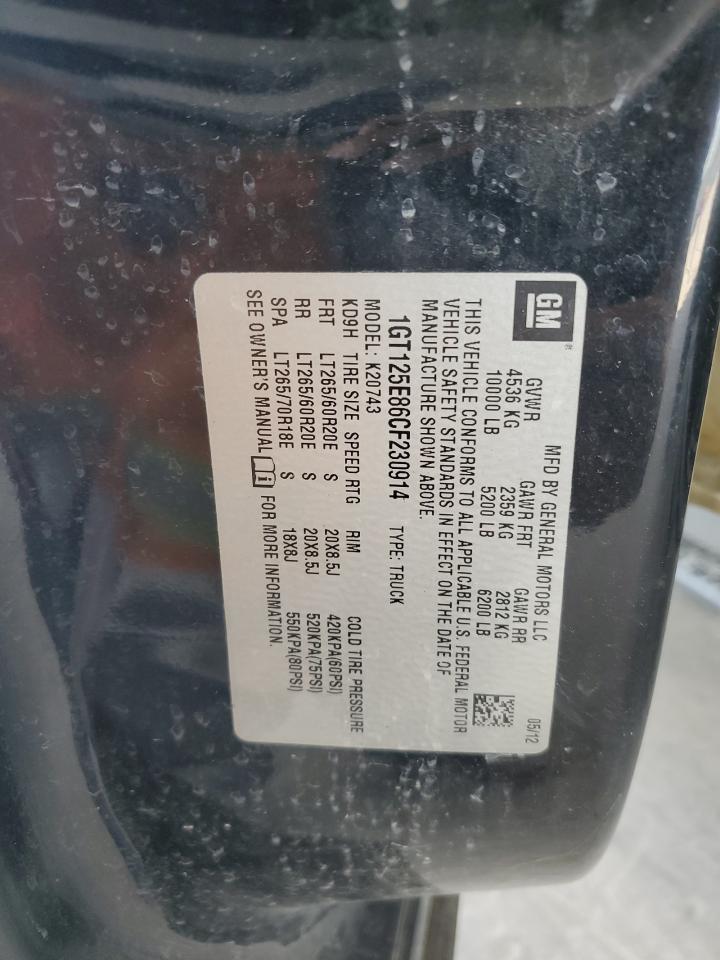 GM®
MFD BY GENERAL MOTORS LLC 05/12
GVWR GAWR FRT GAWR RR
4536 KG 2359 KG 2812 KG
10000 LB 5200 LB 6200 LB
THIS VEHICLE CONFORMS TO ALL APPLICABLE U.S. FEDERAL MOTOR
VEHICLE SAFETY STANDARDS IN EFFECT ON THE DATE OF
MANUFACTURE SHOWN ABOVE.
1GT125E86CF230914 TYPE: TRUCK
MODEL: K20743
KD9H TIRE SIZE SPEED RTG RIM COLD TIRE PRESSURE
FRT LT265/60R20E S 20X8.5J 420KPA(60PSI)
RR LT265/60R20E S 20X8.5J 520KPA(75PSI)
SPA LT265/70R18E S 18X8J 550KPA(80PSI)
SEE OWNER'S MANUAL FOR MORE INFORMATION.